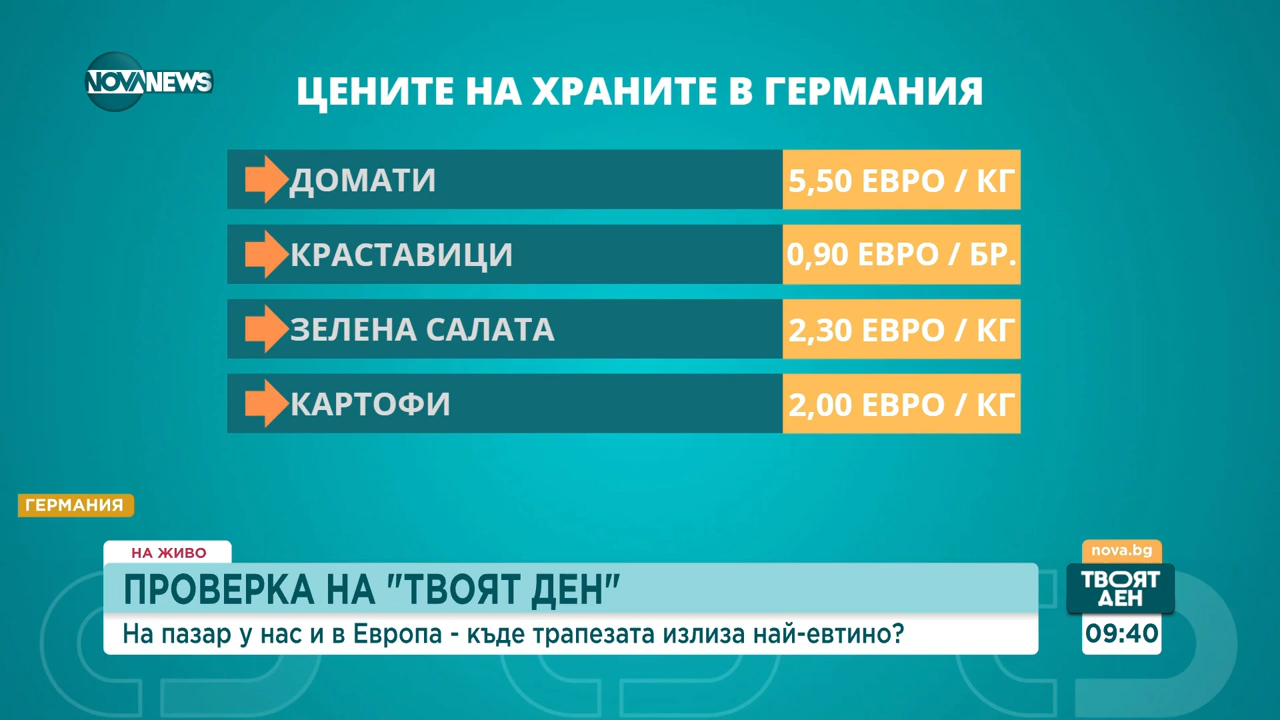 NOVANEWS
ЦЕНИТЕ НА ХРАНИТЕ В ГЕРМАНИЯ
ДОМАТИ 5,50 ЕВРО / КГ
КРАСТАВИЦИ 0,90 ЕВРО / БР.
ЗЕЛЕНА САЛАТА 2,30 ЕВРО / КГ
КАРТОФИ 2,00 ЕВРО / КГ
ГЕРМАНИЯ
НА ЖИВО
ПРОВЕРКА НА "ТВОЯТ ДЕН"
На пазар у нас и в Европа - къде трапезата излиза най-евтино?
nova.bg
ТВОЯТ
ДЕН
09:40